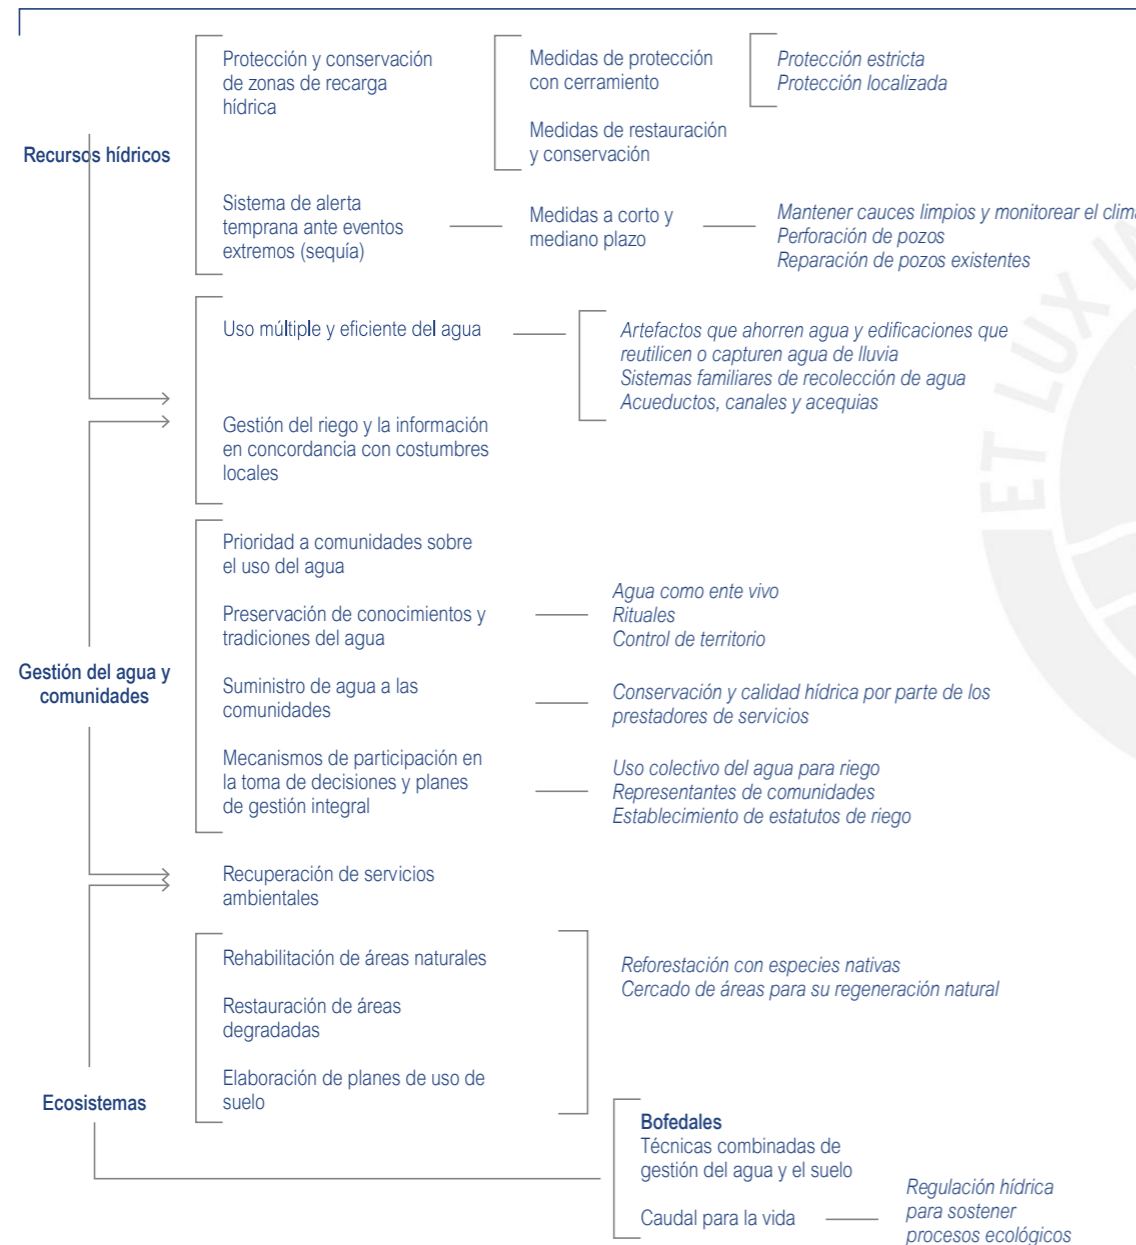 Recursos hídricos
Protección y conservación
de zonas de recarga
hídrica
Medidas de protección
con cerramiento
Protección estricta
Protección localizada
Medidas de restauración
y conservación
Sistema de alerta
temprana ante eventos
extremos (sequía)
Medidas a corto y
mediano plazo
Mantener cauces limpios y monitorear el clima
Perforación de pozos
Reparación de pozos existentes
Uso múltiple y eficiente del agua
Artefactos que ahorren agua y edificaciones que
reutilicen o capturen agua de lluvia
Sistemas familiares de recolección de agua
Acueductos, canales y acequias
Gestión del riego y la información
en concordancia con costumbres
locales
Gestión del agua y
comunidades
Prioridad a comunidades sobre
el uso del agua
Preservación de conocimientos y
tradiciones del agua
Agua como ente vivo
Rituales
Control de territorio
Suministro de agua a las
comunidades
Conservación y calidad hídrica por parte de los
prestadores de servicios
Mecanismos de participación en
la toma de decisiones y planes
de gestión integral
Uso colectivo del agua para riego
Representantes de comunidades
Establecimiento de estatutos de riego
Recuperación de servicios
ambientales
Ecosistemas
Rehabilitación de áreas naturales
Restauración de áreas
degradadas
Elaboración de planes de uso de
suelo
Reforestación con especies nativas
Cercado de áreas para su regeneración natural
Bofedales
Técnicas combinadas de
gestión del agua y el suelo
Caudal para la vida
Regulación hídrica
para sostener
procesos ecológicos
ET LUX IN